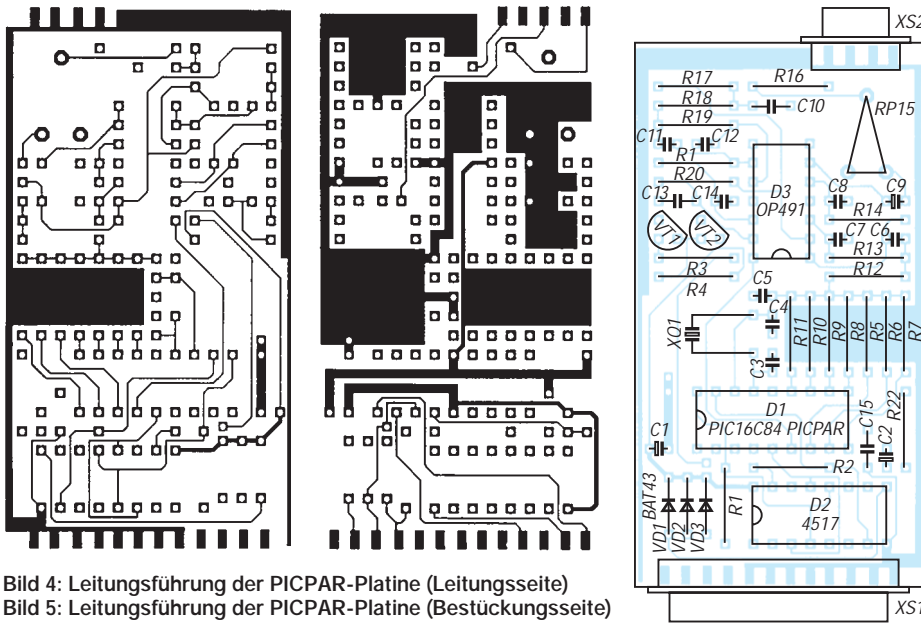 XS2
R17
R16
R18
C10
RP15
R19
C11
C12
R1
R20
D3
OP491
C13
C14
C8
C9
R14
VT1
VT2
C7
C6
R13
R3
R12
R4
C5
C4
XQ1
R11
R10
R9
R8
R5
R6
R7
C3
D1
PIC16C84 PICPAR
C1
C15
C2
R22
R2
BAT43
VD1
VD2
VD3
R1
D2
4517
XS1
Bild 4: Leitungsführung der PICPAR-Platine (Leitungsseite)
Bild 5: Leitungsführung der PICPAR-Platine (Bestückungsseite)